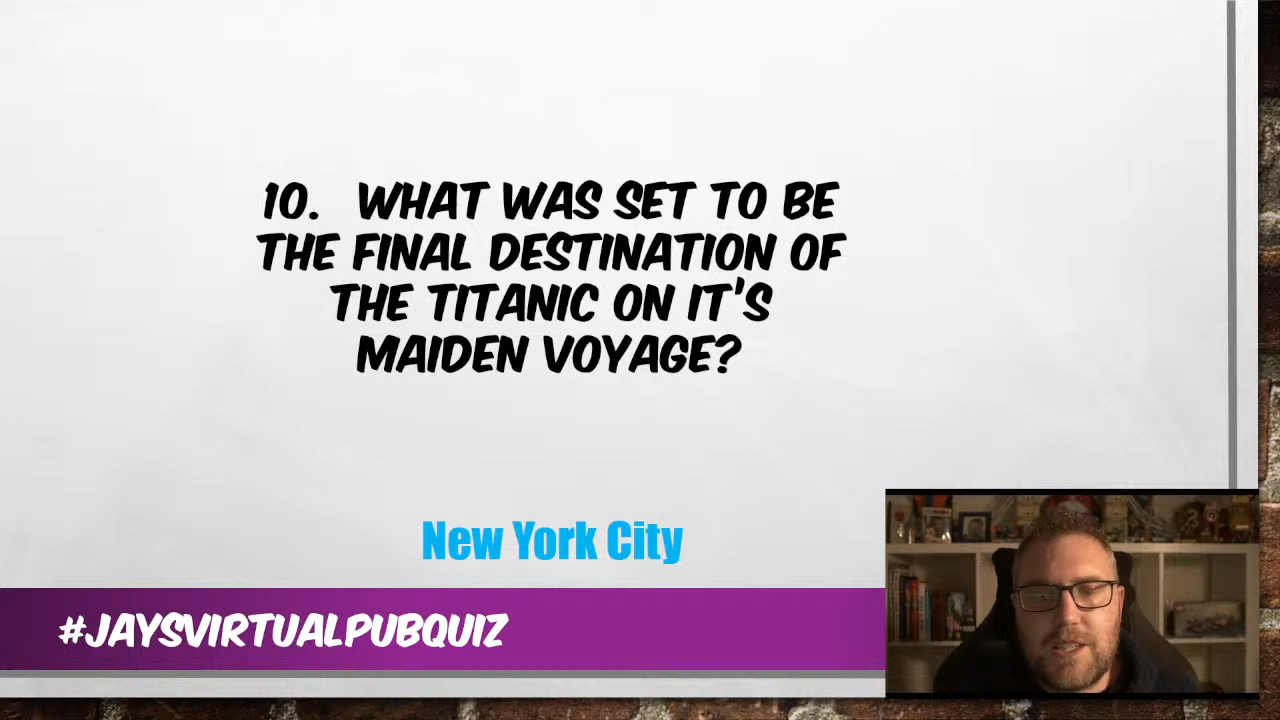 10. WHAT WAS SET TO BE
THE FINAL DESTINATION OF
THE TITANIC ON IT'S
MAIDEN VOYAGE?
New York City
#JAYSVIRTUALPUBQUIZ